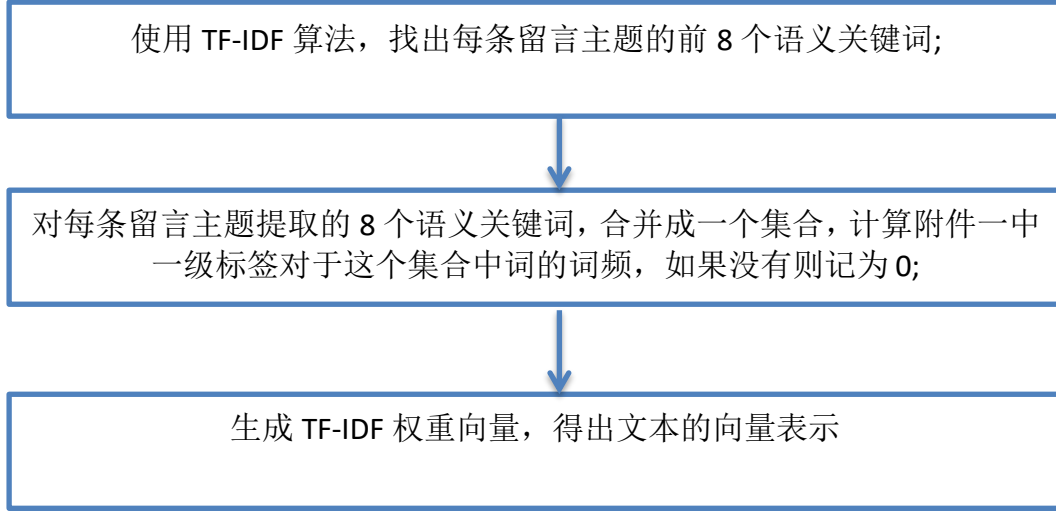 使用 TF-IDF 算法，找出每条留言主题的前 8 个语义关键词;
对每条留言主题提取的 8 个语义关键词，合并成一个集合，计算附件一中
一级标签对于这个集合中词的词频，如果没有则记为 0;
生成 TF-IDF 权重向量，得出文本的向量表示